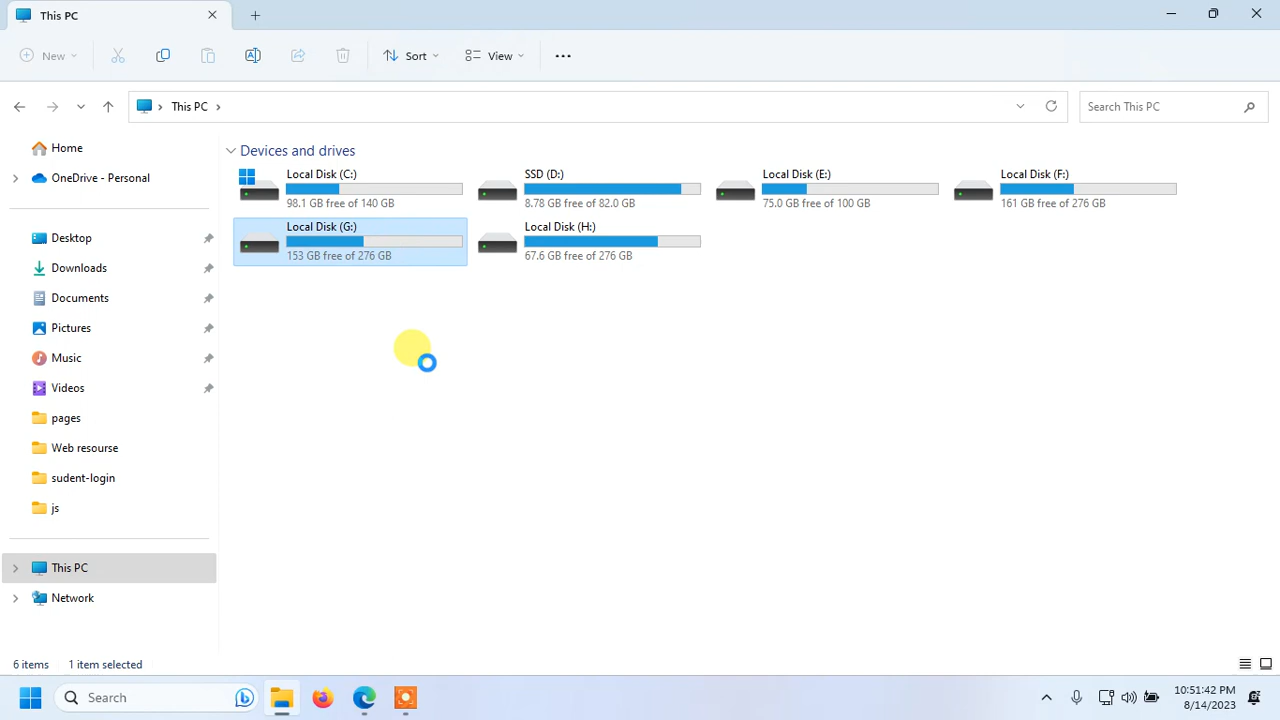 This PC
New
Sort
View
This PC
Search This PC
Home
OneDrive - Personal
Desktop
Downloads
Documents
Pictures
Music
Videos
pages
Web resourse
sudent-login
js
This PC
Network
Devices and drives
Local Disk (C:)
98.1 GB free of 140 GB
SSD (D:)
8.78 GB free of 82.0 GB
Local Disk (E:)
75.0 GB free of 100 GB
Local Disk (F:)
161 GB free of 276 GB
Local Disk (G:)
153 GB free of 276 GB
Local Disk (H:)
67.6 GB free of 276 GB
6 items
1 item selected
Search
10:51:42 PM
8/14/2023